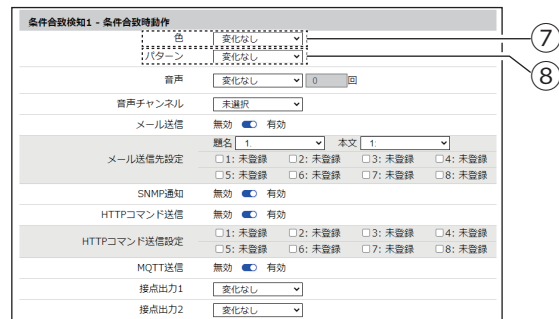 条件合致検知1 - 条件合致時動作
色 変化なし ⑦
パターン 変化なし ⑧
音声 変化なし 0 回
音声チャンネル 未選択
メール送信 無効 有効
題名 1. 本文 1:
メール送信先設定 1: 未登録 2: 未登録 3: 未登録 4: 未登録
5: 未登録 6: 未登録 7: 未登録 8: 未登録
SNMP通知 無効 有効
HTTPコマンド送信 無効 有効
HTTPコマンド送信設定 1: 未登録 2: 未登録 3: 未登録 4: 未登録
5: 未登録 6: 未登録 7: 未登録 8: 未登録
MQTT送信 無効 有効
接点出力1 変化なし
接点出力2 変化なし